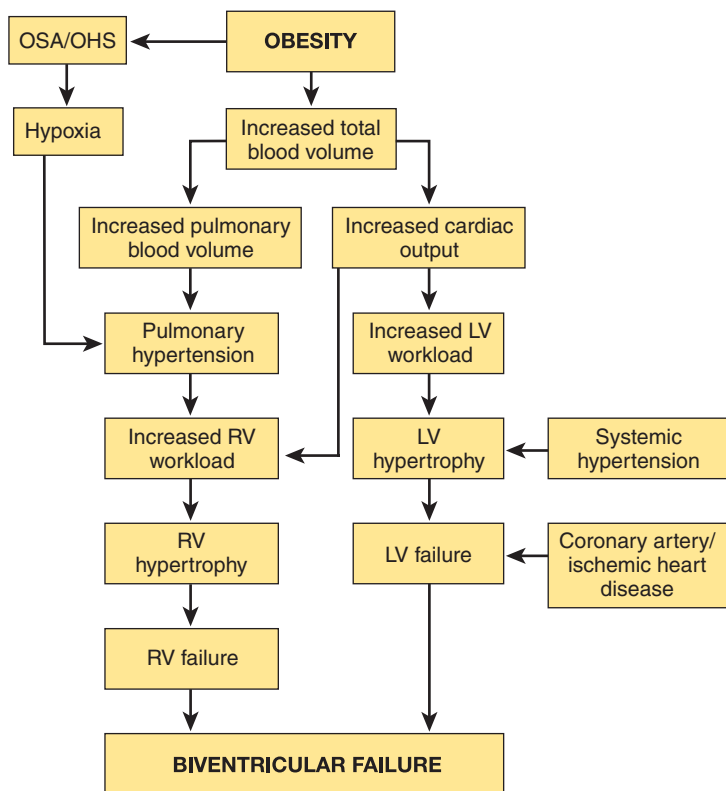 OSA/OHS
OBESITY
Hypoxia
Increased total
blood volume
Increased pulmonary
blood volume
Increased cardiac
output
Pulmonary
hypertension
Increased LV
workload
Increased RV
workload
LV
hypertrophy
Systemic
hypertension
RV
hypertrophy
LV failure
Coronary artery/
ischemic heart
disease
RV failure
BIVENTRICULAR FAILURE